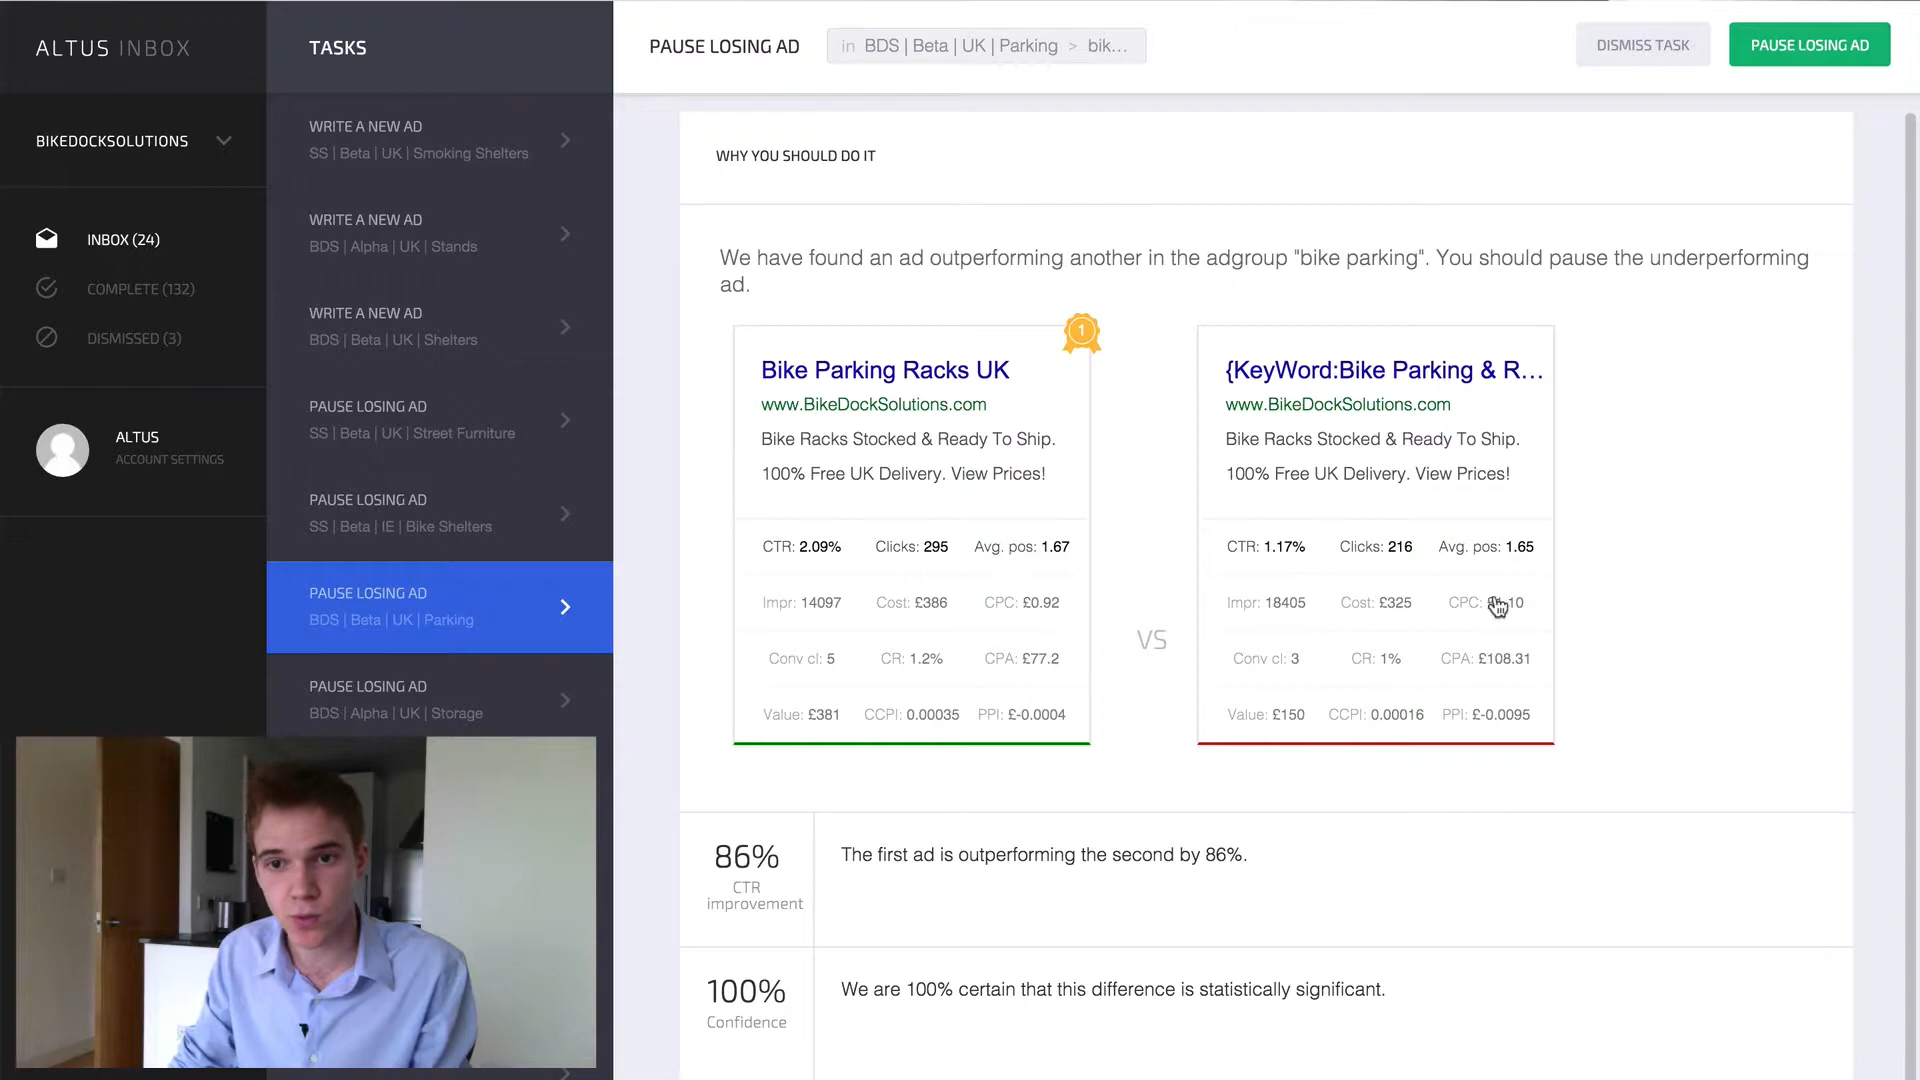 ALTUS INBOX
BIKEDOCKSOLUTIONS
INBOX (24)
COMPLETE (132)
DISMISSED (3)
ALTUS
ACCOUNT SETTINGS
TASKS
WRITE A NEW AD
SS | Beta | UK | Smoking Shelters
WRITE A NEW AD
BDS | Alpha | UK | Stands
WRITE A NEW AD
BDS | Beta | UK | Shelters
PAUSE LOSING AD
SS | Beta | UK | Street Furniture
PAUSE LOSING AD
SS | Beta | IE | Bike Shelters
PAUSE LOSING AD
BDS | Beta | UK | Parking
PAUSE LOSING AD
BDS | Alpha | UK | Storage
PAUSE LOSING AD
in BDS | Beta | UK | Parking > bik...
DISMISS TASK
PAUSE LOSING AD
WHY YOU SHOULD DO IT
We have found an ad outperforming another in the adgroup "bike parking". You should pause the underperforming
ad.
1
Bike Parking Racks UK
www.BikeDockSolutions.com
Bike Racks Stocked & Ready To Ship.
100% Free UK Delivery. View Prices!
CTR: 2.09% Clicks: 295 Avg. pos: 1.67
Impr: 14097 Cost: £386 CPC: £0.92
Conv cl: 5 CR: 1.2% CPA: £77.2
Value: £381 CCPI: 0.00035 PPI: £-0.0004
VS
{KeyWord:Bike Parking & R...
www.BikeDockSolutions.com
Bike Racks Stocked & Ready To Ship.
100% Free UK Delivery. View Prices!
CTR: 1.17% Clicks: 216 Avg. pos: 1.65
Impr: 18405 Cost: £325 CPC:
Conv cl: 3 CR: 1% CPA: £108.31
Value: £150 CCPI: 0.00016 PPI: £-0.0095
86%
CTR
improvement
The first ad is outperforming the second by 86%.
100%
Confidence
We are 100% certain that this difference is statistically significant.